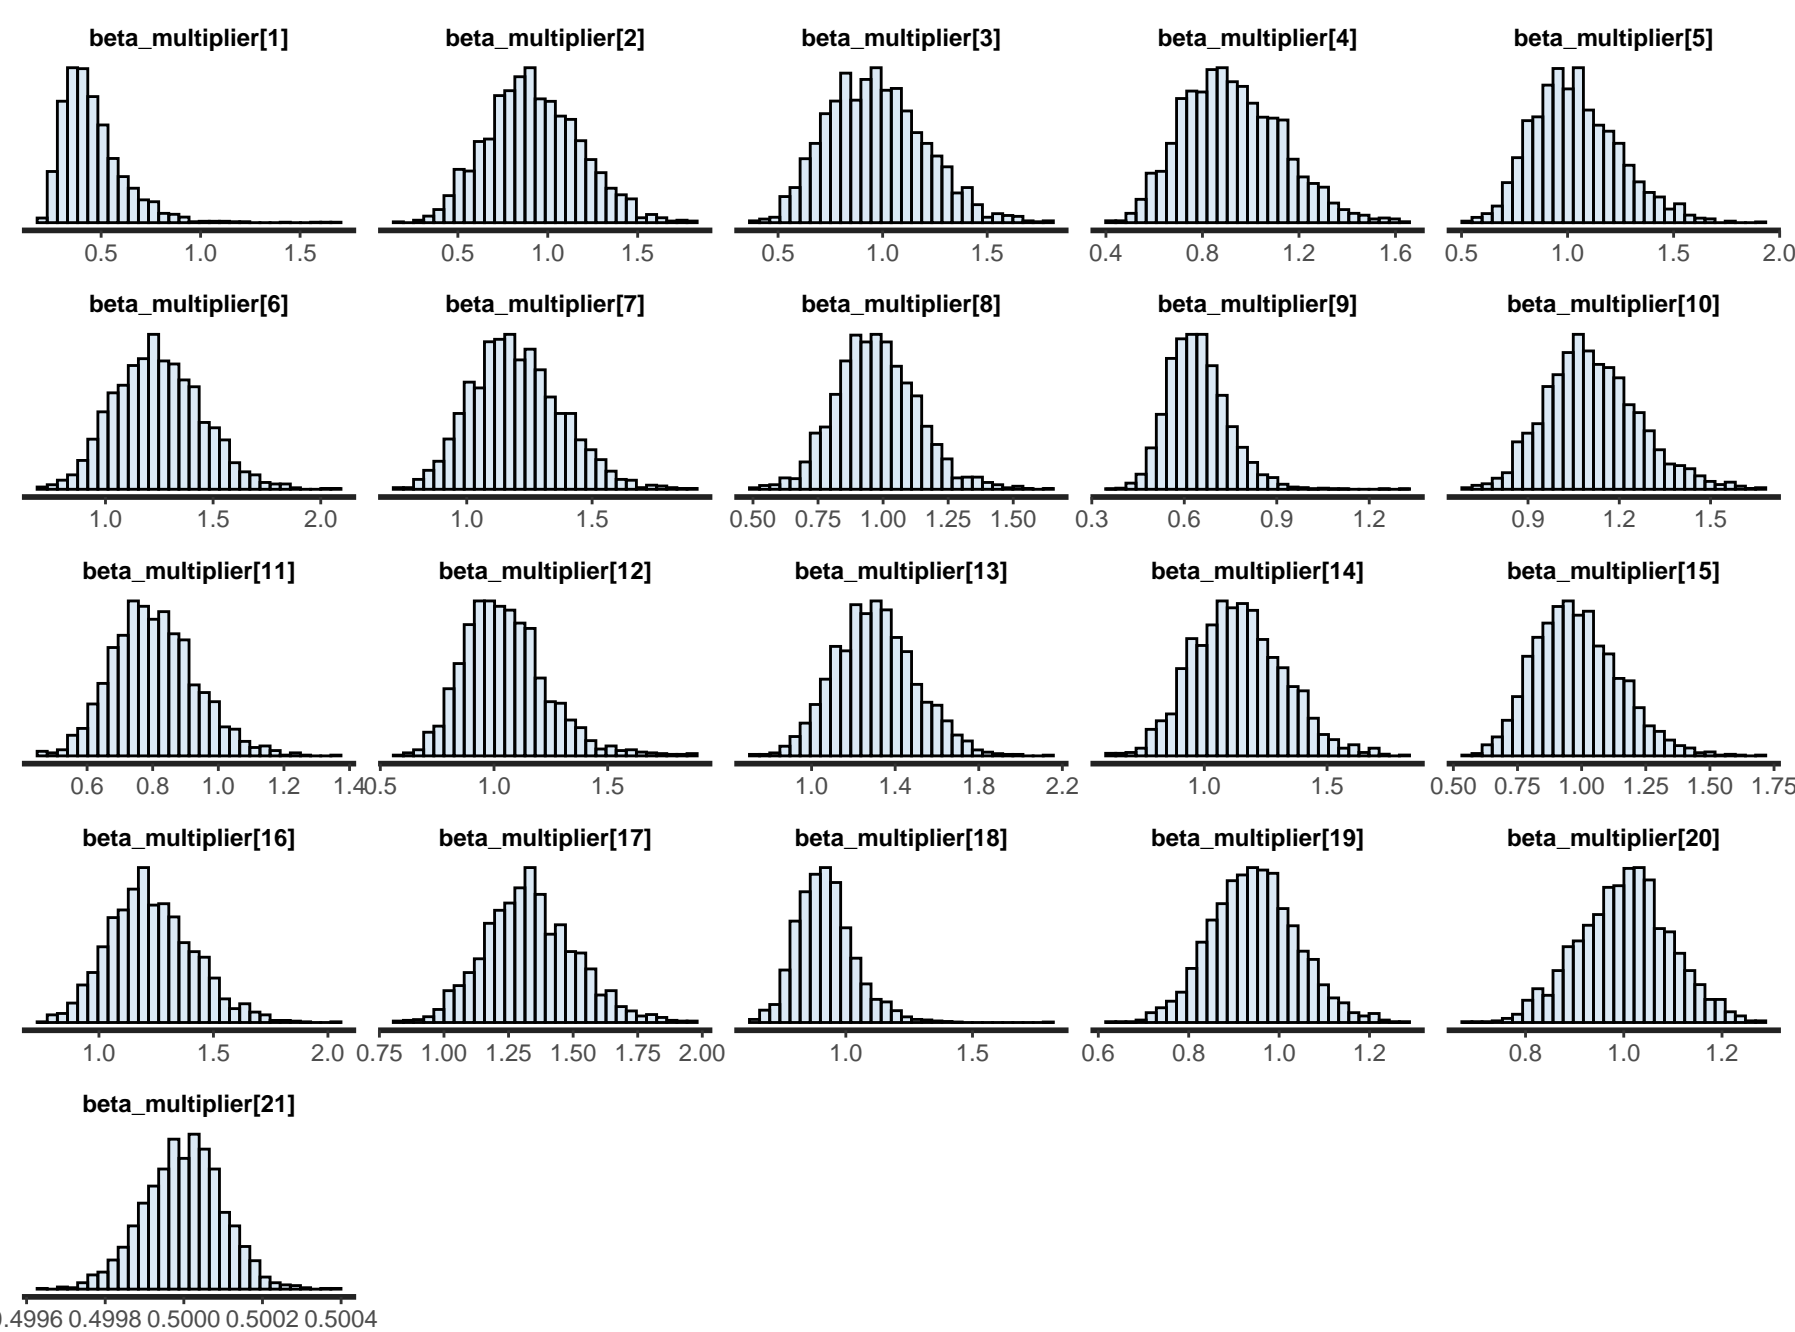 beta_multiplier[1] beta_multiplier[2] beta_multiplier[3] beta_multiplier[4] beta_multiplier[5]
0.5 1.0 1.5 0.5 1.0 1.5 0.5 1.0 1.5 0.4 0.8 1.2 1.6 0.5 1.0 1.5 2.0
beta_multiplier[6] beta_multiplier[7] beta_multiplier[8] beta_multiplier[9] beta_multiplier[10]
1.0 1.5 2.0 1.0 1.5 0.50 0.75 1.00 1.25 1.50 0.3 0.6 0.9 1.2 0.9 1.2 1.5
beta_multiplier[11] beta_multiplier[12] beta_multiplier[13] beta_multiplier[14] beta_multiplier[15]
0.6 0.8 1.0 1.2 1.4 0.5 1.0 1.5 1.0 1.4 1.8 2.2 1.0 1.5 0.50 0.75 1.00 1.25 1.50 1.75
beta_multiplier[16] beta_multiplier[17] beta_multiplier[18] beta_multiplier[19] beta_multiplier[20]
1.0 1.5 2.0 0.75 1.00 1.25 1.50 1.75 2.00 1.0 1.5 0.6 0.8 1.0 1.2 0.8 1.0 1.2
beta_multiplier[21]
.4996 0.4998 0.5000 0.5002 0.5004